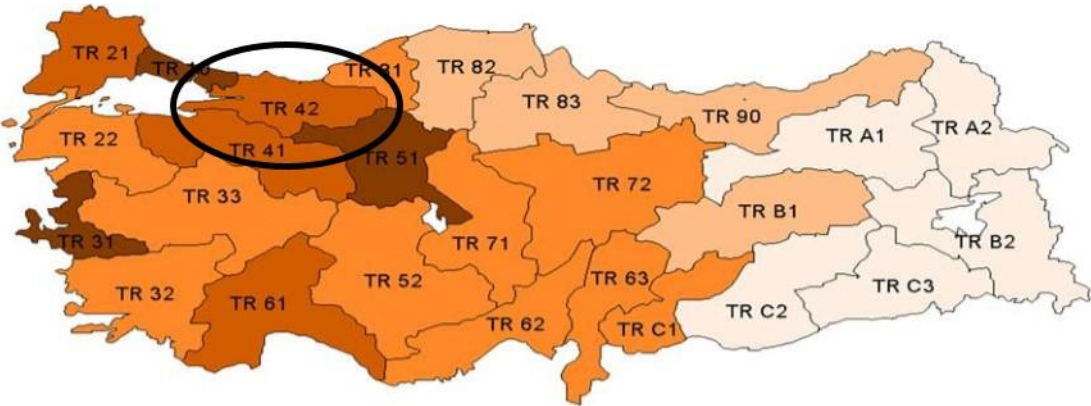 TR 21
TR 10
TR 42
TR 81
TR 82
TR 83
TR 90
TR A1
TR A2
TR 22
TR 41
TR 51
TR 72
TR 33
TR B1
TR 31
TR 71
TR B2
TR 32
TR 61
TR 52
TR 63
TR C3
TR 62
TR C1
TR C2